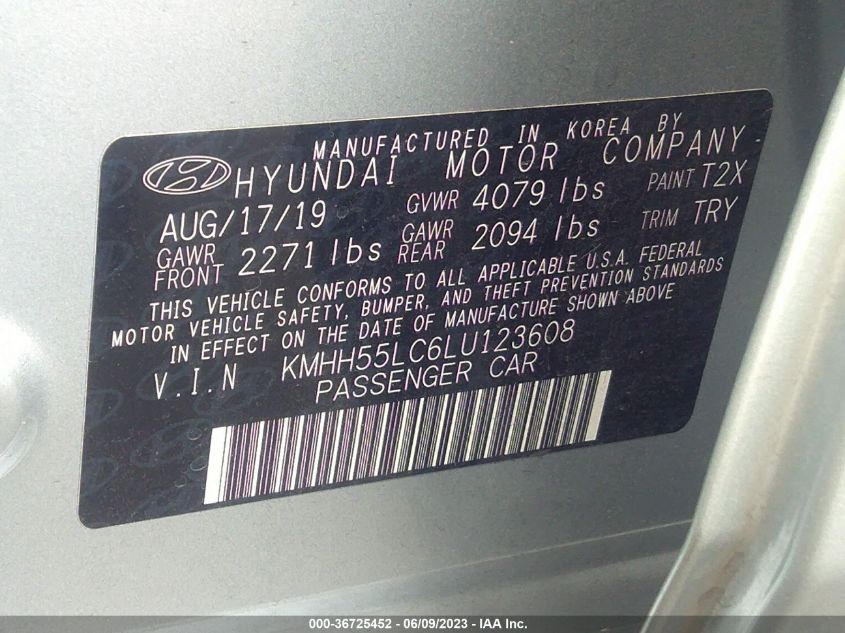 MANUFACTURED IN KOREA BY
HYUNDAI MOTOR COMPANY
AUG/17/19 GVWR 4079 lbs PAINT T2X
GAWR FRONT 2271 lbs GAWR REAR 2094 lbs TRIM TRY
THIS VEHICLE CONFORMS TO ALL APPLICABLE U.S.A. FEDERAL
MOTOR VEHICLE SAFETY, BUMPER, AND THEFT PREVENTION STANDARDS
IN EFFECT ON THE DATE OF MANUFACTURE SHOWN ABOVE
V.I.N KMHH55LC6LU123608
PASSENGER CAR
000-36725452 - 06/09/2023 - IAA Inc.